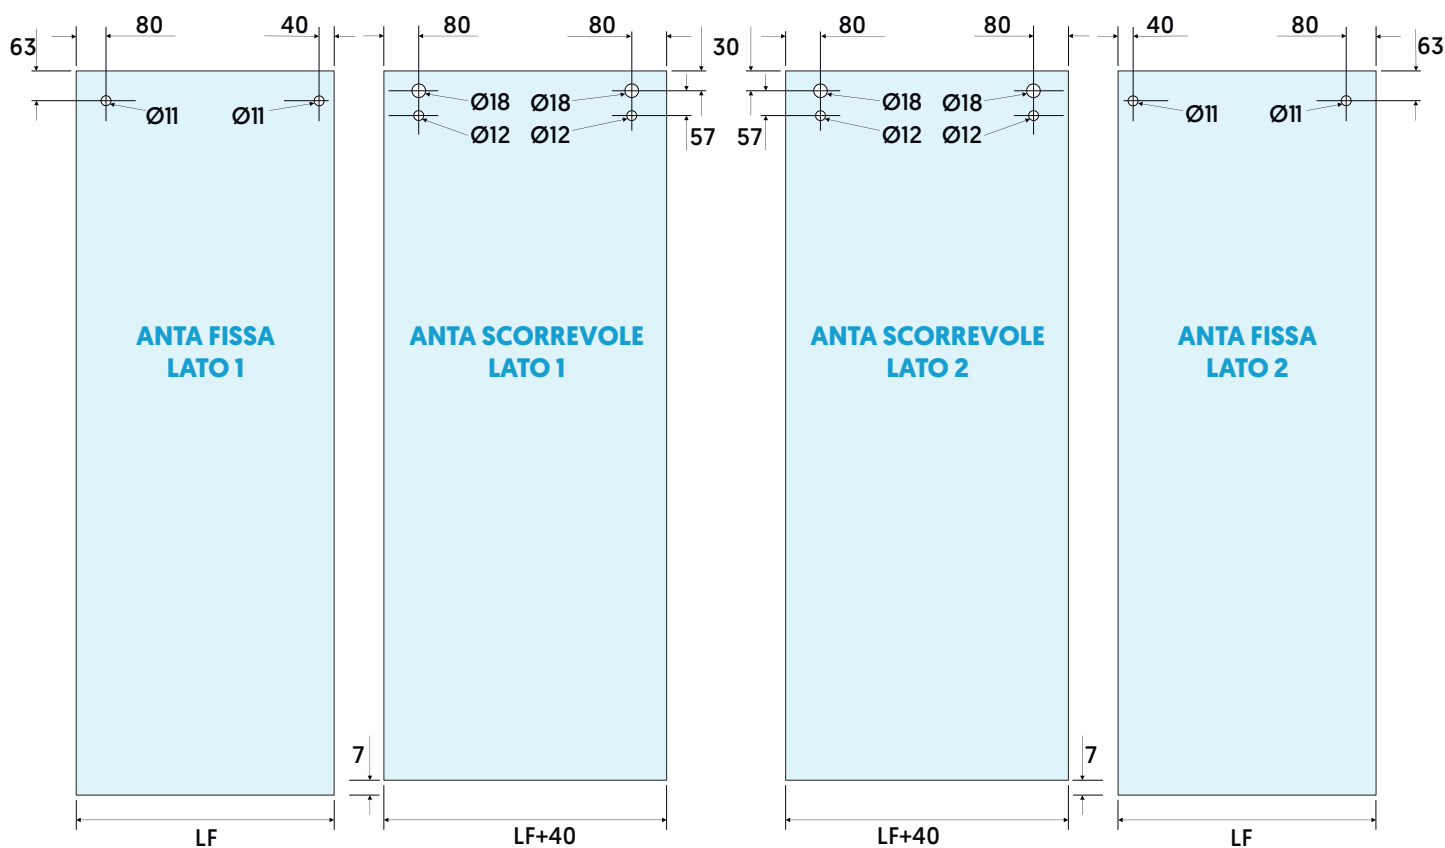 80 40 80 80 30 80 80 40 80
63 63
Ø11 Ø11
Ø18 Ø18
Ø12 Ø12
57
57
Ø18 Ø18
Ø12 Ø12
Ø11 Ø11
ANTA FISSA
LATO 1
ANTA SCORREVOLE
LATO 1
ANTA SCORREVOLE
LATO 2
ANTA FISSA
LATO 2
7 7
LF LF+40 LF+40 LF